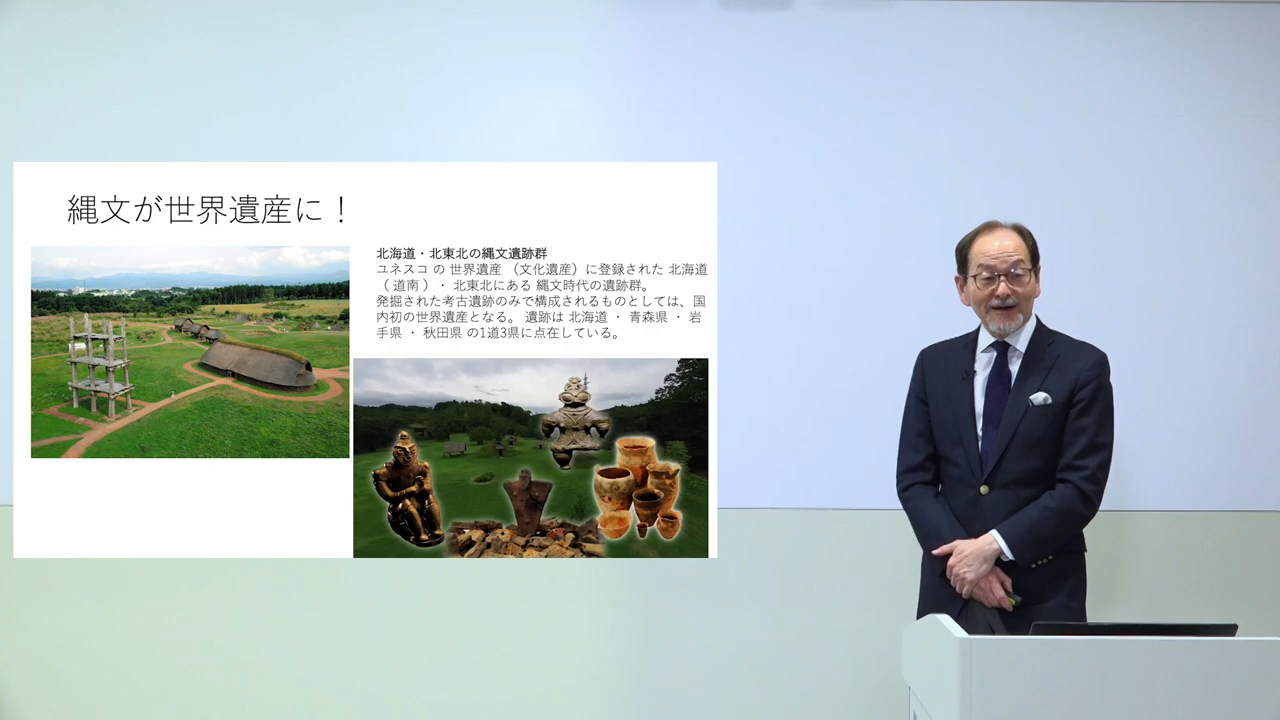 縄文が世界遺産に！
北海道・北東北の縄文遺跡群
ユネスコ の 世界遺産 （文化遺産）に登録された 北海道
（ 道南 ）・ 北東北にある 縄文時代の遺跡群。
発掘された考古遺跡のみで構成されるものとしては、国
内初の世界遺産となる。 遺跡は 北海道 ・ 青森県 ・ 岩
手県 ・ 秋田県 の1道3県に点在している。